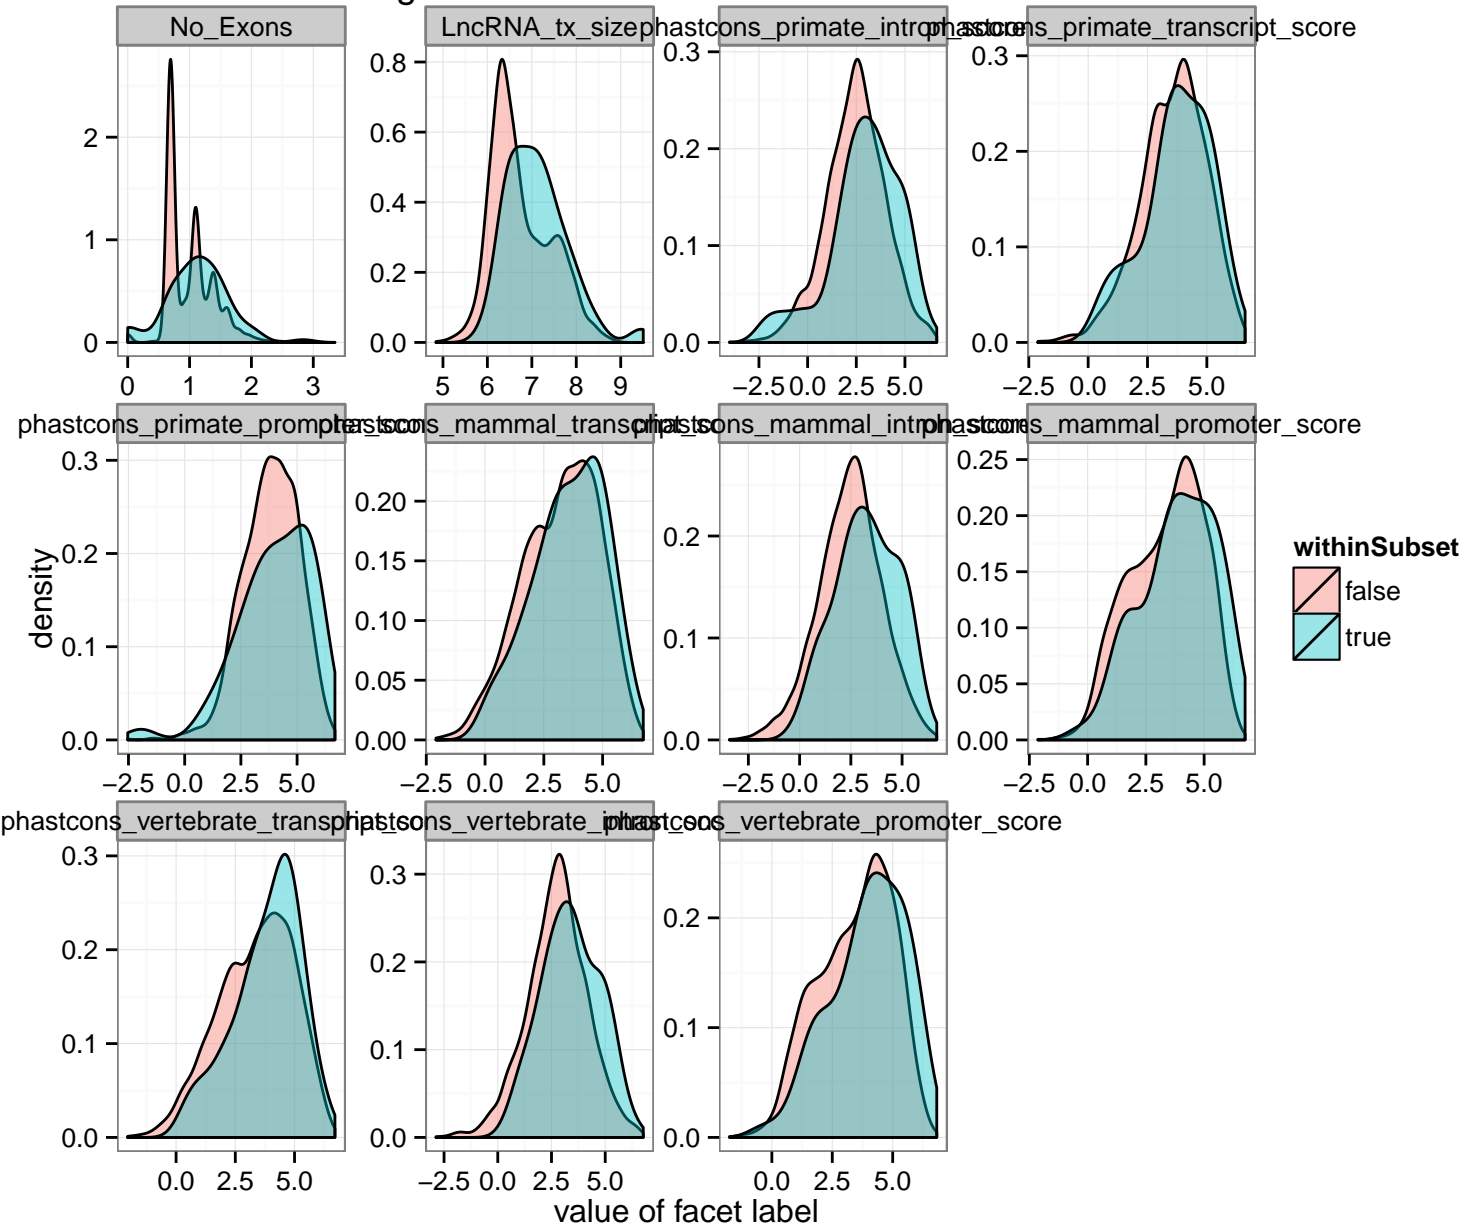 g
No_Exons
LncRNA_tx_size
phastcons_primate_intron_score
phastcons_primate_transcript_score
0 1 2
0 1 2 3
0.0 0.2 0.4 0.6 0.8
5 6 7 8 9
0.0 0.1 0.2 0.3
−2.5 0.0 2.5 5.0
0.0 0.1 0.2 0.3
−2.5 0.0 2.5 5.0
phastcons_primate_promoter_score
phastcons_mammal_transcript_score
phastcons_mammal_intron_score
phastcons_mammal_promoter_score
0.0 0.1 0.2 0.3
−2.5 0.0 2.5 5.0
0.00 0.05 0.10 0.15 0.20
−2.5 0.0 2.5 5.0
0.0 0.1 0.2
−2.5 0.0 2.5 5.0
0.00 0.05 0.10 0.15 0.20 0.25
−2.5 0.0 2.5 5.0
phastcons_vertebrate_transcript_score
phastcons_vertebrate_intron_score
phastcons_vertebrate_promoter_score
0.0 0.1 0.2 0.3
0.0 2.5 5.0
0.0 0.1 0.2 0.3
−2.5 0.0 2.5 5.0
0.0 0.1 0.2
0.0 2.5 5.0
density
value of facet label
withinSubset
false
true